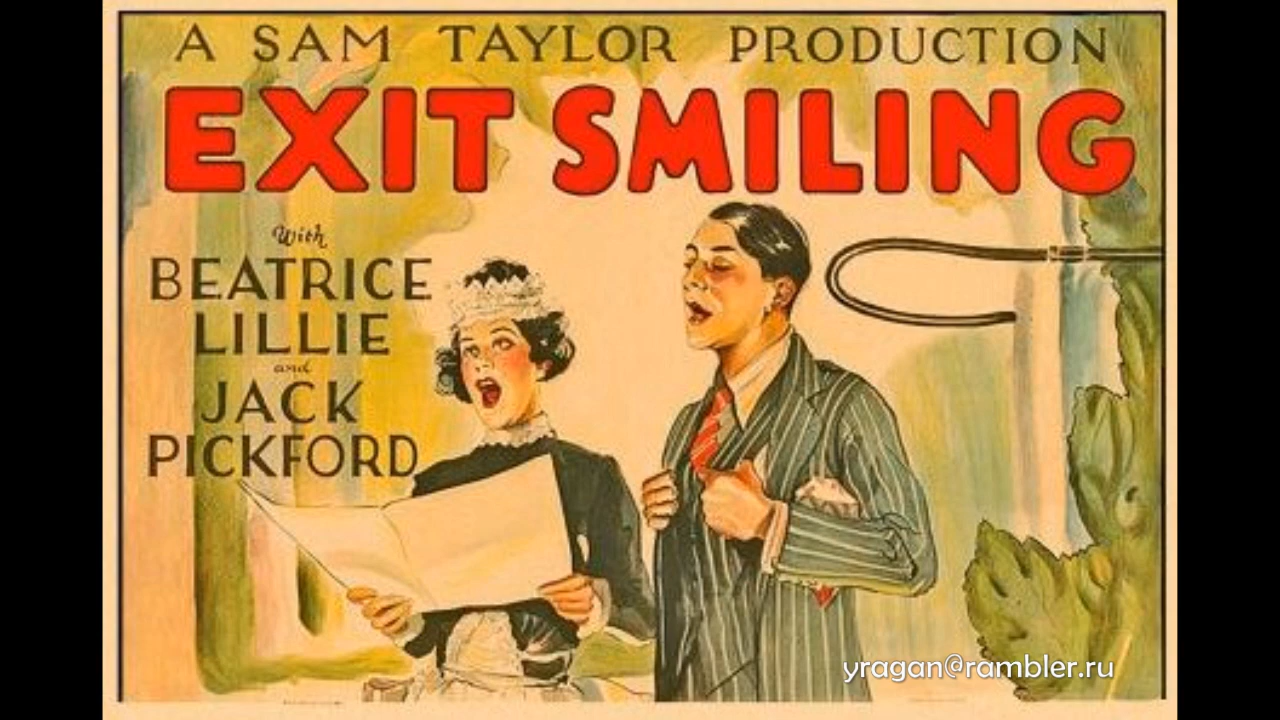 A SAM TAYLOR PRODUCTION
EXIT SMILING
With
BEATRICE
LILLIE
and
JACK
PICKFORD
yragan@rambler.ru